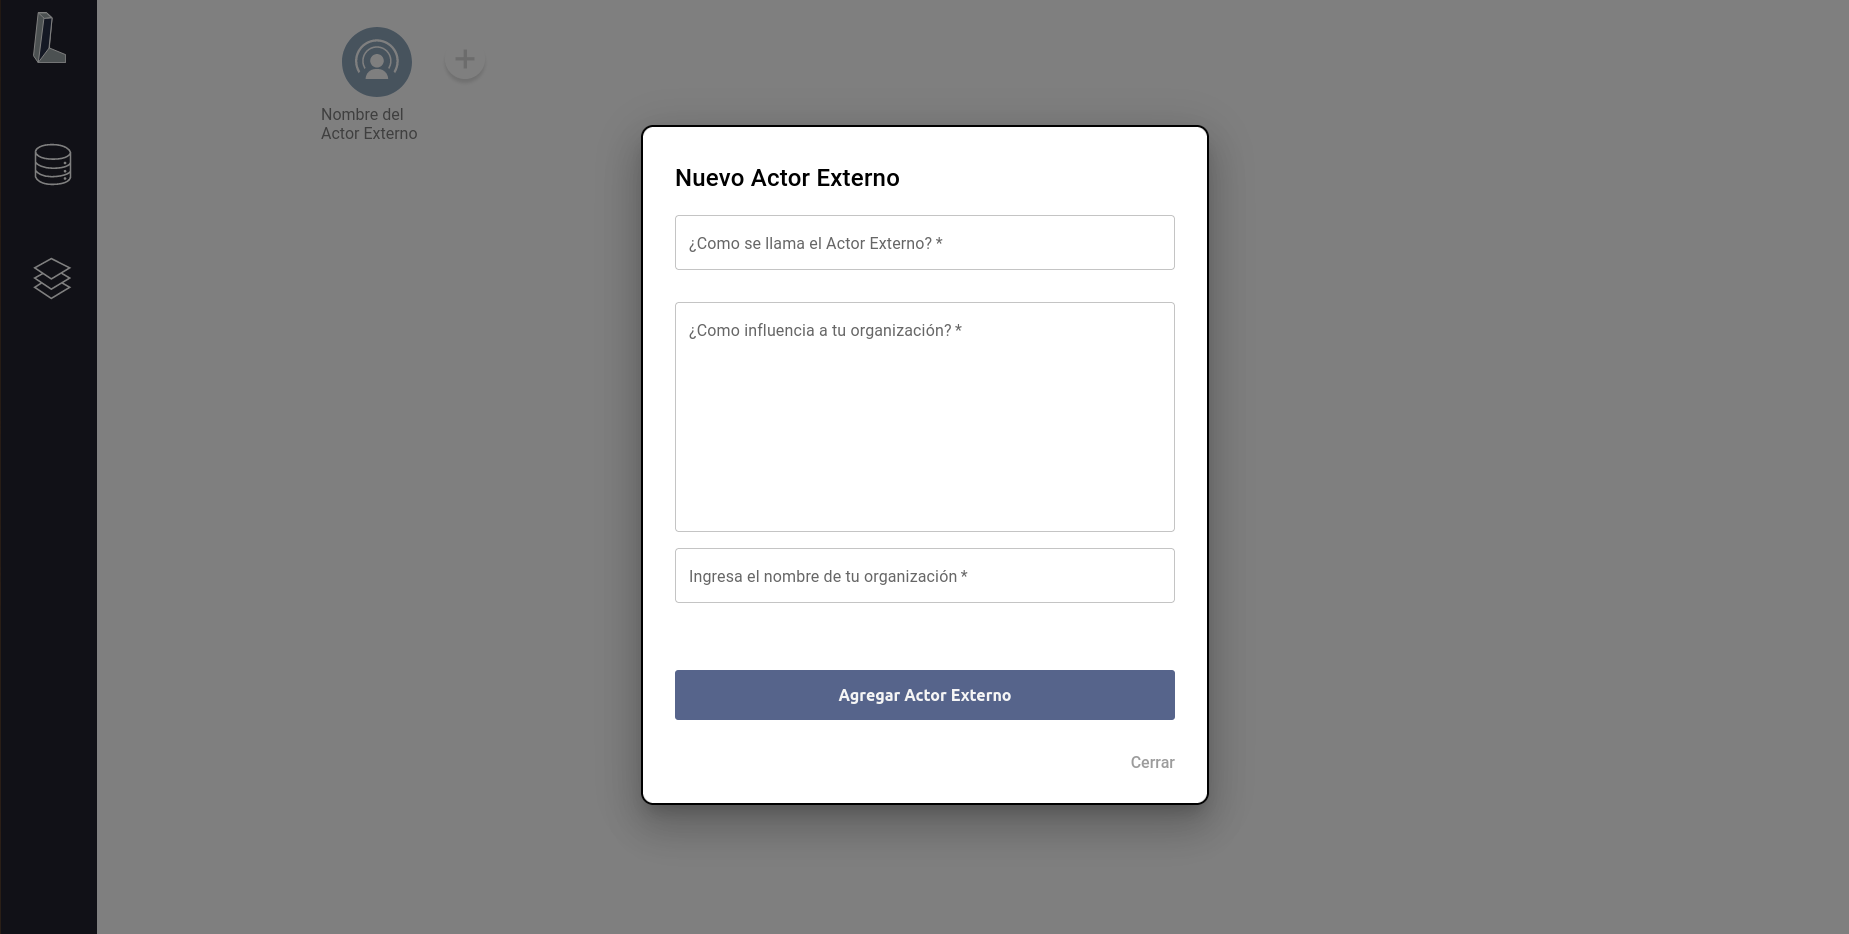 Nombre del
Actor Externo
Nuevo Actor Externo
¿Como se llama el Actor Externo? *
¿Como influencia a tu organización? *
Ingresa el nombre de tu organización *
Agregar Actor Externo
Cerrar